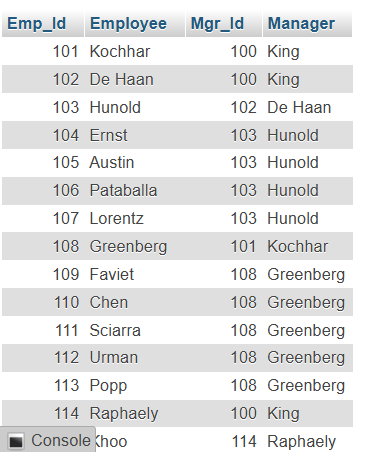 Emp_Id Employee Mgr_Id Manager
101 Kochhar 100 King
102 De Haan 100 King
103 Hunold 102 De Haan
104 Ernst 103 Hunold
105 Austin 103 Hunold
106 Pataballa 103 Hunold
107 Lorentz 103 Hunold
108 Greenberg 101 Kochhar
109 Faviet 108 Greenberg
110 Chen 108 Greenberg
111 Sciarra 108 Greenberg
112 Urman 108 Greenberg
113 Popp 108 Greenberg
114 Raphaely 100 King
Console Khoo 114 Raphaely